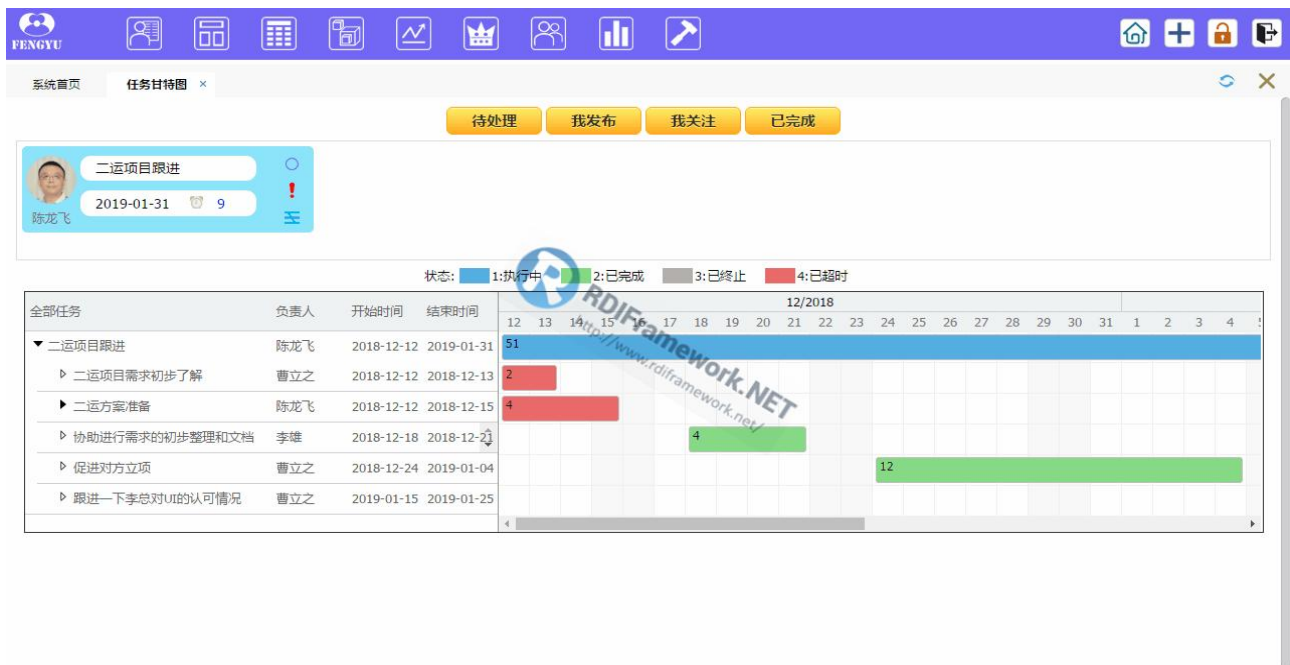 FENGYU
系统首页 任务甘特图 ×
待处理 我发布 我关注 已完成
二运项目跟进
2019-01-31 9
陈龙飞
状态: 1:执行中 2:已完成 3:已终止 4:已超时
全部任务 负责人 开始时间 结束时间 12/2018
12 13 14 15 16 17 18 19 20 21 22 23 24 25 26 27 28 29 30 31 1 2 3 4
二运项目跟进 陈龙飞 2018-12-12 2019-01-31 51
二运项目需求初步了解 曹立之 2018-12-12 2018-12-13 2
二运方案准备 陈龙飞 2018-12-12 2018-12-15 4
协助进行需求的初步整理和文档 李雄 2018-12-18 2018-12-21 4
促进对方立项 曹立之 2018-12-24 2019-01-04 12
跟进一下李总对UI的认可情况 曹立之 2019-01-15 2019-01-25
RDIFramework.NET
http://www.rdiframework.net/